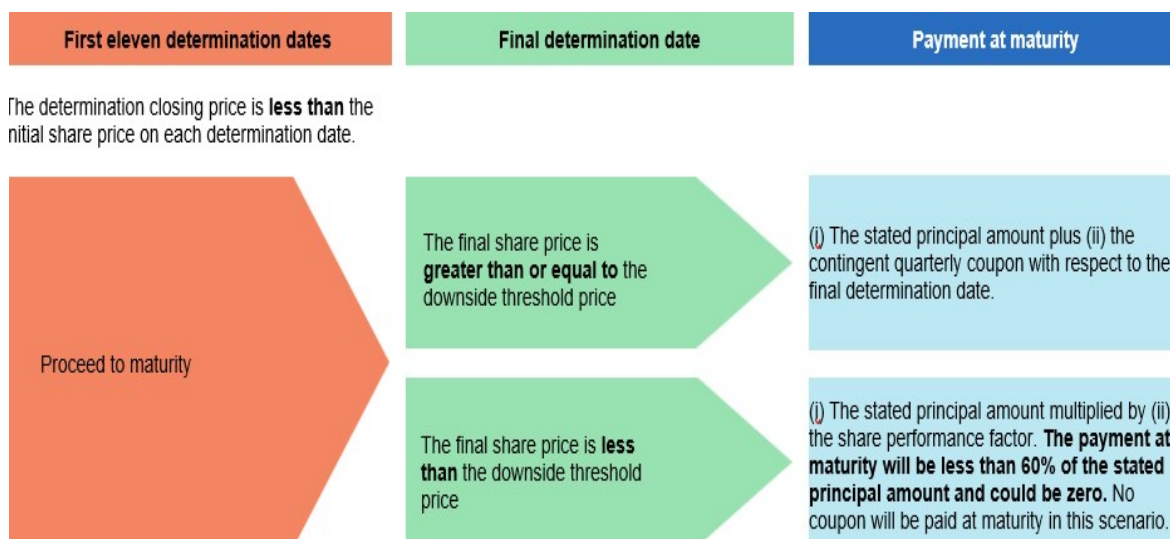 First eleven determination dates
Final determination date
Payment at maturity
The determination closing price is less than the
initial share price on each determination date.
Proceed to maturity
The final share price is
greater than or equal to the
downside threshold price
(i) The stated principal amount plus (ii) the
contingent quarterly coupon with respect to the
final determination date.
The final share price is less
than the downside threshold
price
(i) The stated principal amount multiplied by (ii)
the share performance factor. The payment at
maturity will be less than 60% of the stated
principal amount and could be zero. No
coupon will be paid at maturity in this scenario.